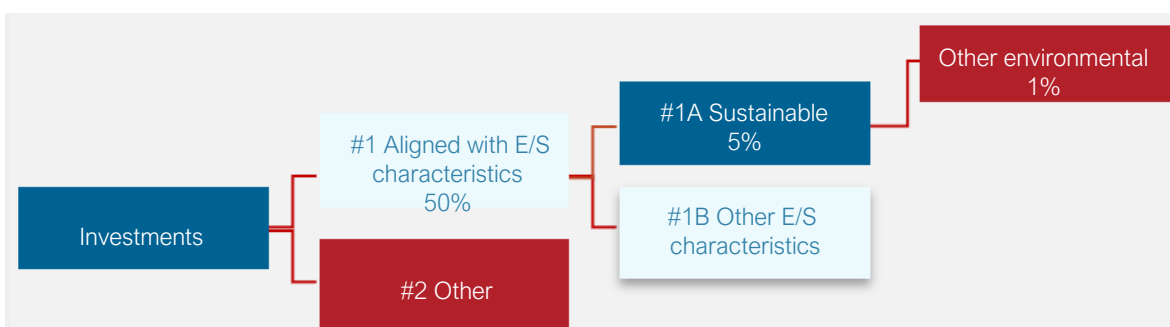 Other environmental
1%
#1A Sustainable
5%
#1 Aligned with E/S
characteristics
50%
#1B Other E/S
characteristics
Investments
#2 Other